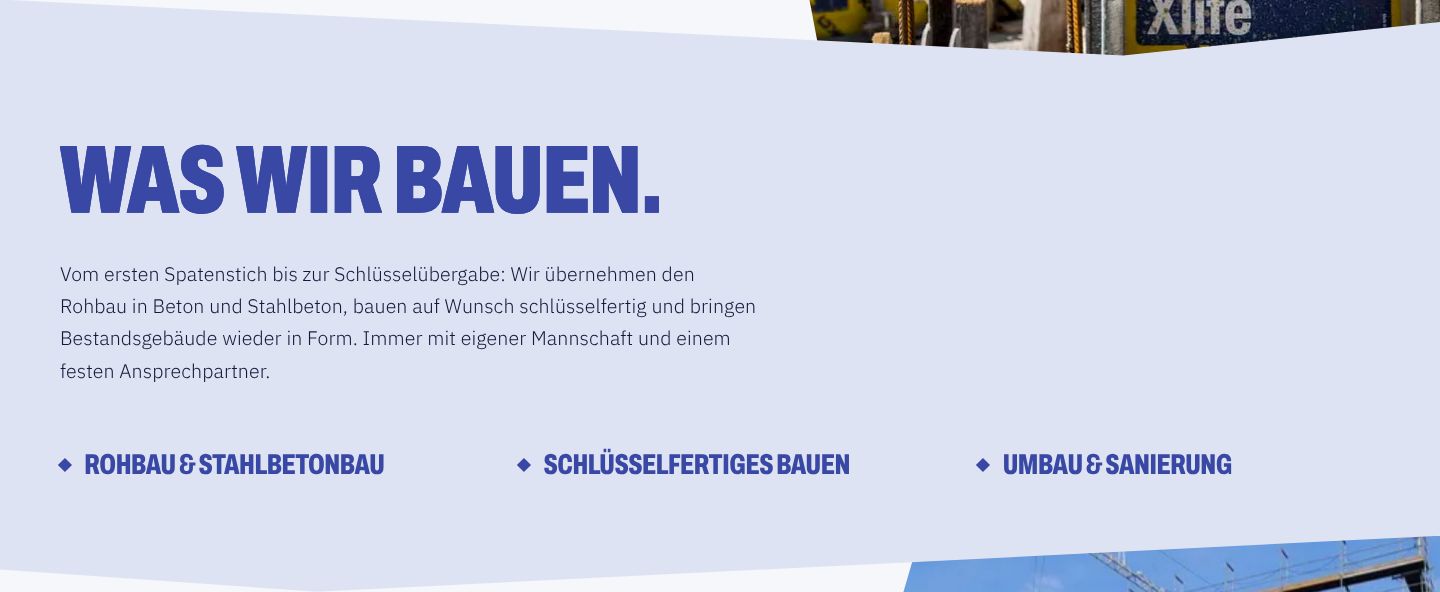 Xlife
WAS WIR BAUEN.
Vom ersten Spatenstich bis zur Schlüsselübergabe: Wir übernehmen den
Rohbau in Beton und Stahlbeton, bauen auf Wunsch schlüsselfertig und bringen
Bestandsgebäude wieder in Form. Immer mit eigener Mannschaft und einem
festen Ansprechpartner.
ROHBAU & STAHLBETONBAU
SCHLÜSSELFERTIGES BAUEN
UMBAU & SANIERUNG